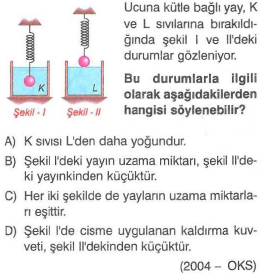 Ucuna kütle bağlı yay, K
ve L sıvılarına bırakıldı-
ğında şekil I ve II'deki
durumlar gözleniyor.
K
L
Şekil - I
Şekil - II
Bu durumlarla ilgili
olarak aşağıdakilerden
hangisi söylenebilir?
A) K sıvısı L'den daha yoğundur.
B) Şekil I'deki yayın uzama miktarı, şekil II'de-
ki yayınkinden küçüktür.
C) Her iki şekilde de yayların uzama miktarla-
rı eşittir.
D) Şekil I'de cisme uygulanan kaldırma kuv-
veti, şekil II'dekinden küçüktür.
(2004 – OKS)